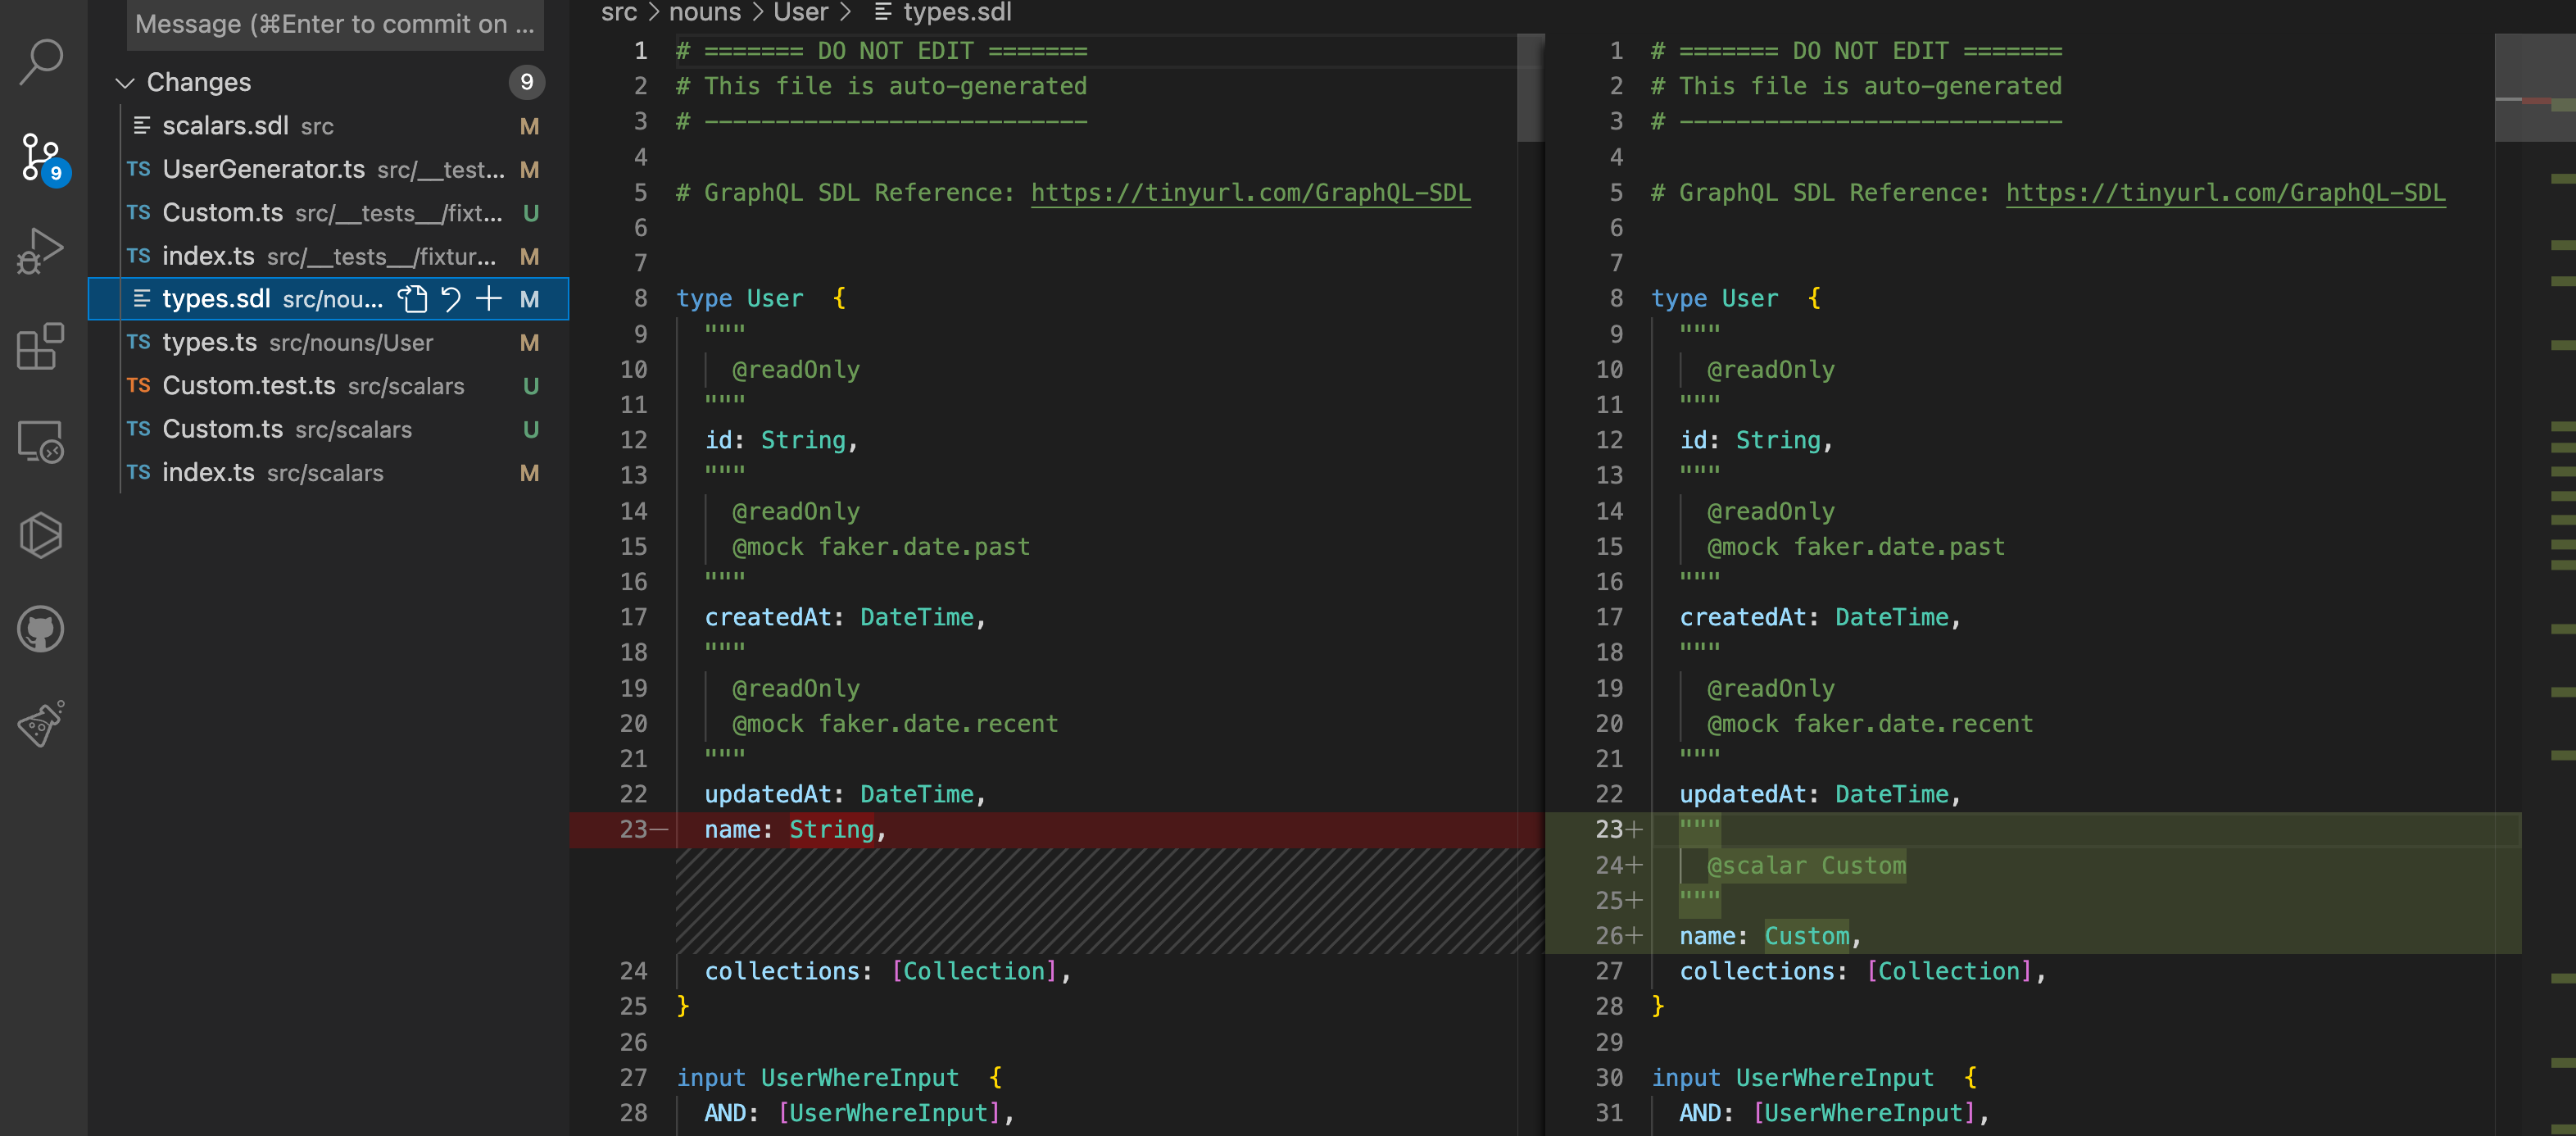 Message (⌘Enter to commit on ...
Changes 9
scalars.sdl src M
TS UserGenerator.ts src/__test... M
TS Custom.ts src/__tests__/fixt... U
TS index.ts src/__tests__/fixtur... M
types.sdl src/nou... M
TS types.ts src/nouns/User M
TS Custom.test.ts src/scalars U
TS Custom.ts src/scalars U
TS index.ts src/scalars M
9
src > nouns > User > types.sdl
1 # ======= DO NOT EDIT =======
2 # This file is auto-generated
3 # ---------------------------
4
5 # GraphQL SDL Reference: https://tinyurl.com/GraphQL-SDL
6
7
8 type User {
9 """
10 @readOnly
11 """
12 id: String,
13 """
14 @readOnly
15 @mock faker.date.past
16 """
17 createdAt: DateTime,
18 """
19 @readOnly
20 @mock faker.date.recent
21 """
22 updatedAt: DateTime,
23— name: String,
24 collections: [Collection],
25 }
26
27 input UserWhereInput {
28 AND: [UserWhereInput],
1 # ======= DO NOT EDIT =======
2 # This file is auto-generated
3 # ---------------------------
4
5 # GraphQL SDL Reference: https://tinyurl.com/GraphQL-SDL
6
7
8 type User {
9 """
10 @readOnly
11 """
12 id: String,
13 """
14 @readOnly
15 @mock faker.date.past
16 """
17 createdAt: DateTime,
18 """
19 @readOnly
20 @mock faker.date.recent
21 """
22 updatedAt: DateTime,
23+ """
24+ @scalar Custom
25+ """
26+ name: Custom,
27 collections: [Collection],
28 }
29
30 input UserWhereInput {
31 AND: [UserWhereInput],